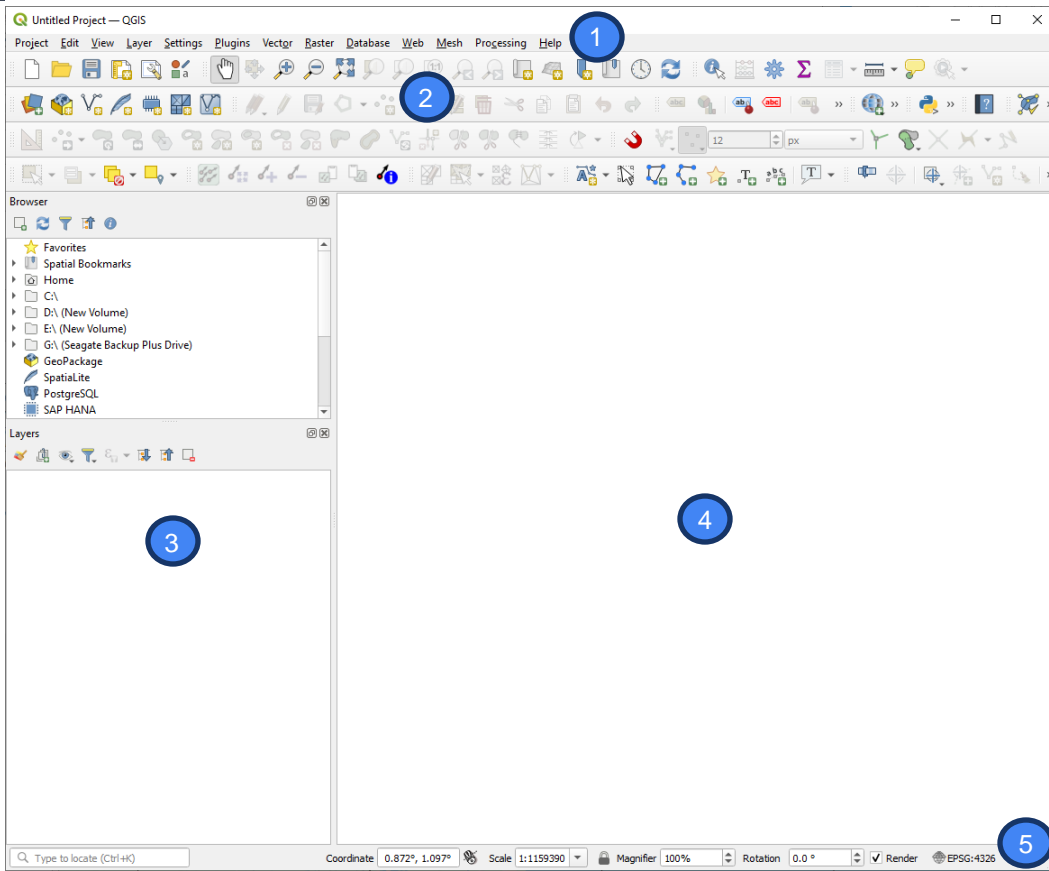 Untitled Project — QGIS
Project Edit View Layer Settings Plugins Vector Raster Database Web Mesh Processing Help
1
2
12 px
Browser
Favorites
Spatial Bookmarks
Home
C:\
D:\ (New Volume)
E:\ (New Volume)
G:\ (Seagate Backup Plus Drive)
GeoPackage
SpatiaLite
PostgreSQL
SAP HANA
Layers
3
4
5
Type to locate (Ctrl+K) Coordinate 0.872°, 1.097° Scale 1:1159390 Magnifier 100% Rotation 0.0 ° Render EPSG:4326